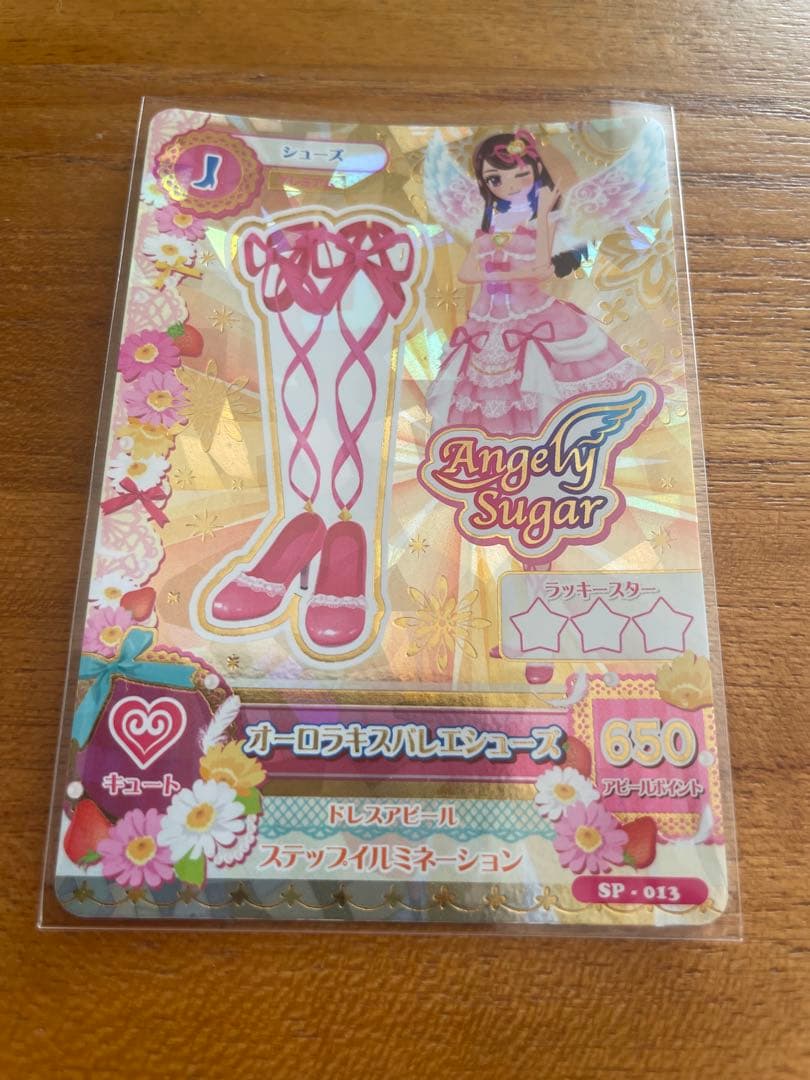 シューズ
Angely
Sugar
ラッキースター
オーロラキスバレエシューズ
650
アピールポイント
キュート
ドレスアピール
ステップイルミネーション
SP - 013